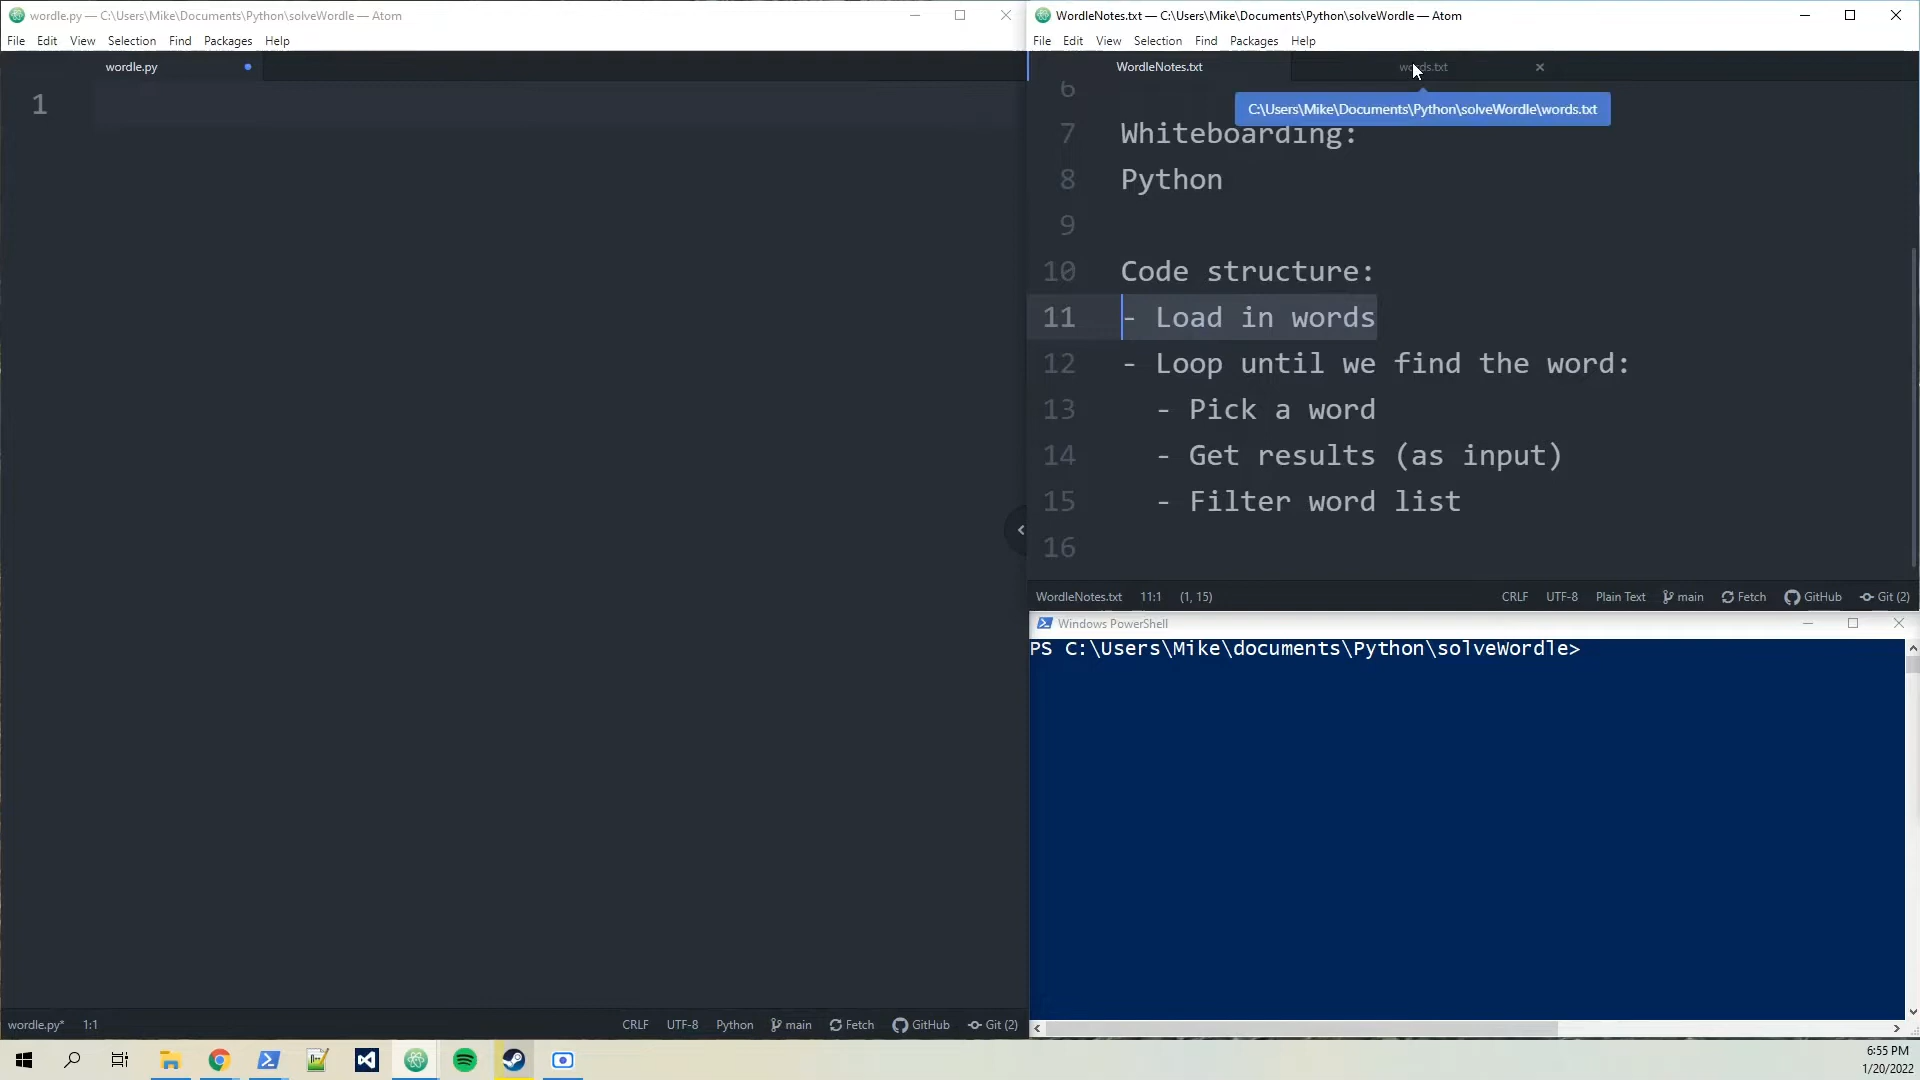 wordle.py — C:\Users\Mike\Documents\Python\solveWordle — Atom
File Edit View Selection Find Packages Help
wordle.py
1
wordle.py* 1:1 CRLF UTF-8 Python main Fetch GitHub Git (2)
WordleNotes.txt — C:\Users\Mike\Documents\Python\solveWordle — Atom
File Edit View Selection Find Packages Help
WordleNotes.txt words.txt
C:\Users\Mike\Documents\Python\solveWordle\words.txt
6
7 Whiteboarding:
8 Python
9
10 Code structure:
11 - Load in words
12 - Loop until we find the word:
13 - Pick a word
14 - Get results (as input)
15 - Filter word list
16
WordleNotes.txt 11:1 (1, 15) CRLF UTF-8 Plain Text main Fetch GitHub Git (2)
Windows PowerShell
PS C:\Users\Mike\documents\Python\solveWordle>
6:55 PM
1/20/2022